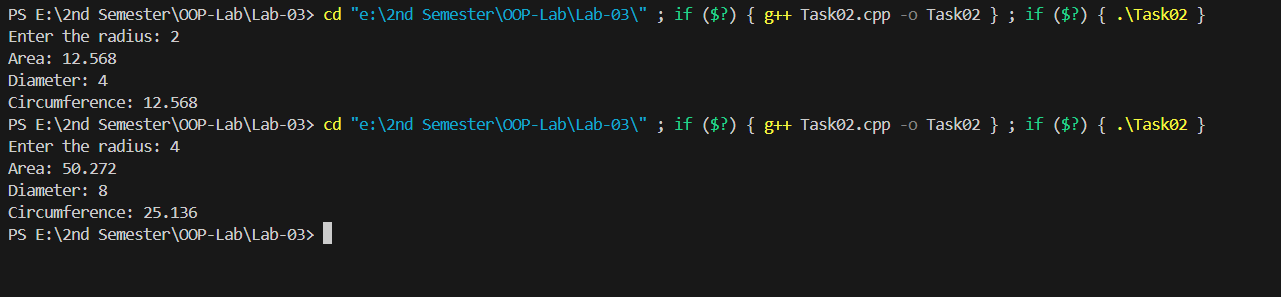 PS E:\2nd Semester\OOP-Lab\Lab-03> cd "e:\2nd Semester\OOP-Lab\Lab-03\" ; if ($?) { g++ Task02.cpp -o Task02 } ; if ($?) { .\Task02 }
Enter the radius: 2
Area: 12.568
Diameter: 4
Circumference: 12.568
PS E:\2nd Semester\OOP-Lab\Lab-03> cd "e:\2nd Semester\OOP-Lab\Lab-03\" ; if ($?) { g++ Task02.cpp -o Task02 } ; if ($?) { .\Task02 }
Enter the radius: 4
Area: 50.272
Diameter: 8
Circumference: 25.136
PS E:\2nd Semester\OOP-Lab\Lab-03>